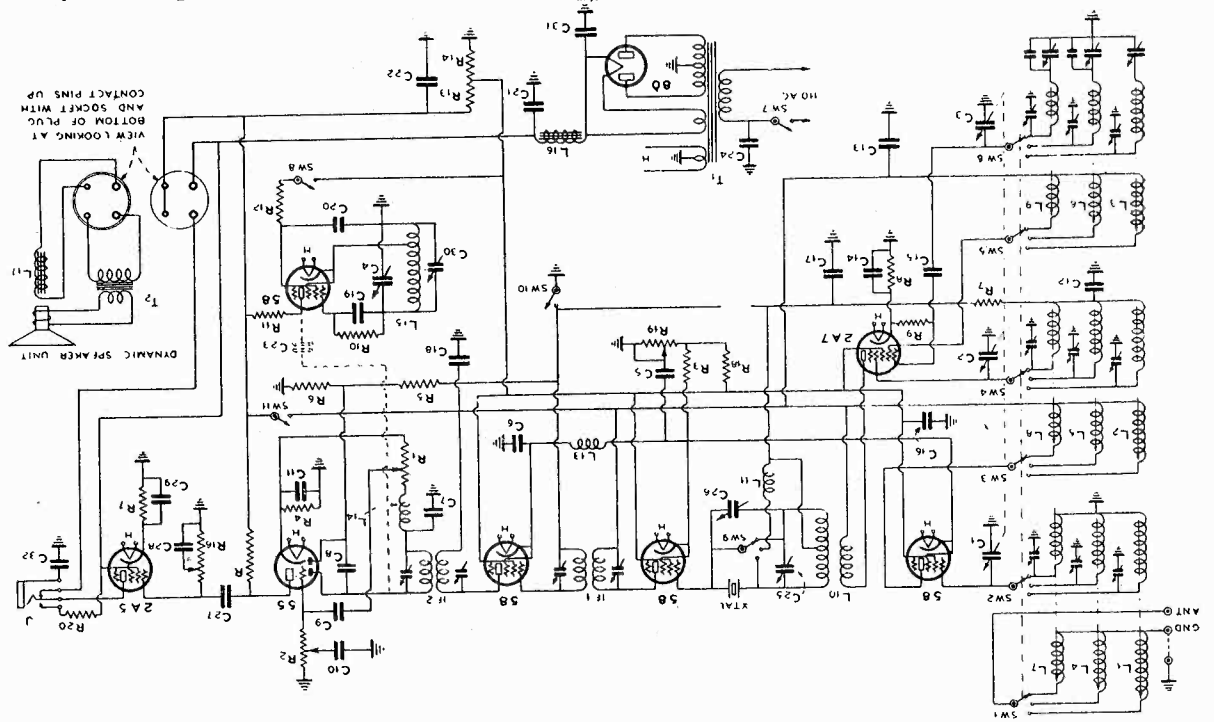 VIEW LOOKING AT
BOTTOM OF PLUG
AND SOCKET WITH
CONTACT PINS UP
L17
T2
DYNAMIC SPEAKER UNIT
C22
R14
R13
C21
L16
C31
80
T1
H
110 AC.
SW7
C24
SW8
R12
C20
H
58
R11
C23
C19
R10
C4
L15
C30
C18
SW10
C17
C13
C14
R8
C15
R9
2A7
H
R7
C3
SW6
L9
L6
L3
SW5
C12
C2
SW4
L8
L5
L2
SW3
C1
SW2
L7
L4
L1
SW1
ANT
GND
R6
R5
SW11
R19
C5
R3
R18
C6
L13
C16
J
C32
R20
2A5
H
R7
C29
C28
R16
C27
R
55
H
C11
R4
R1
L14
C7
C8
C9
R2
C10
IF2
58
H
IF1
58
H
C26
SW9
XTAL
L11
C25
L10
58
H